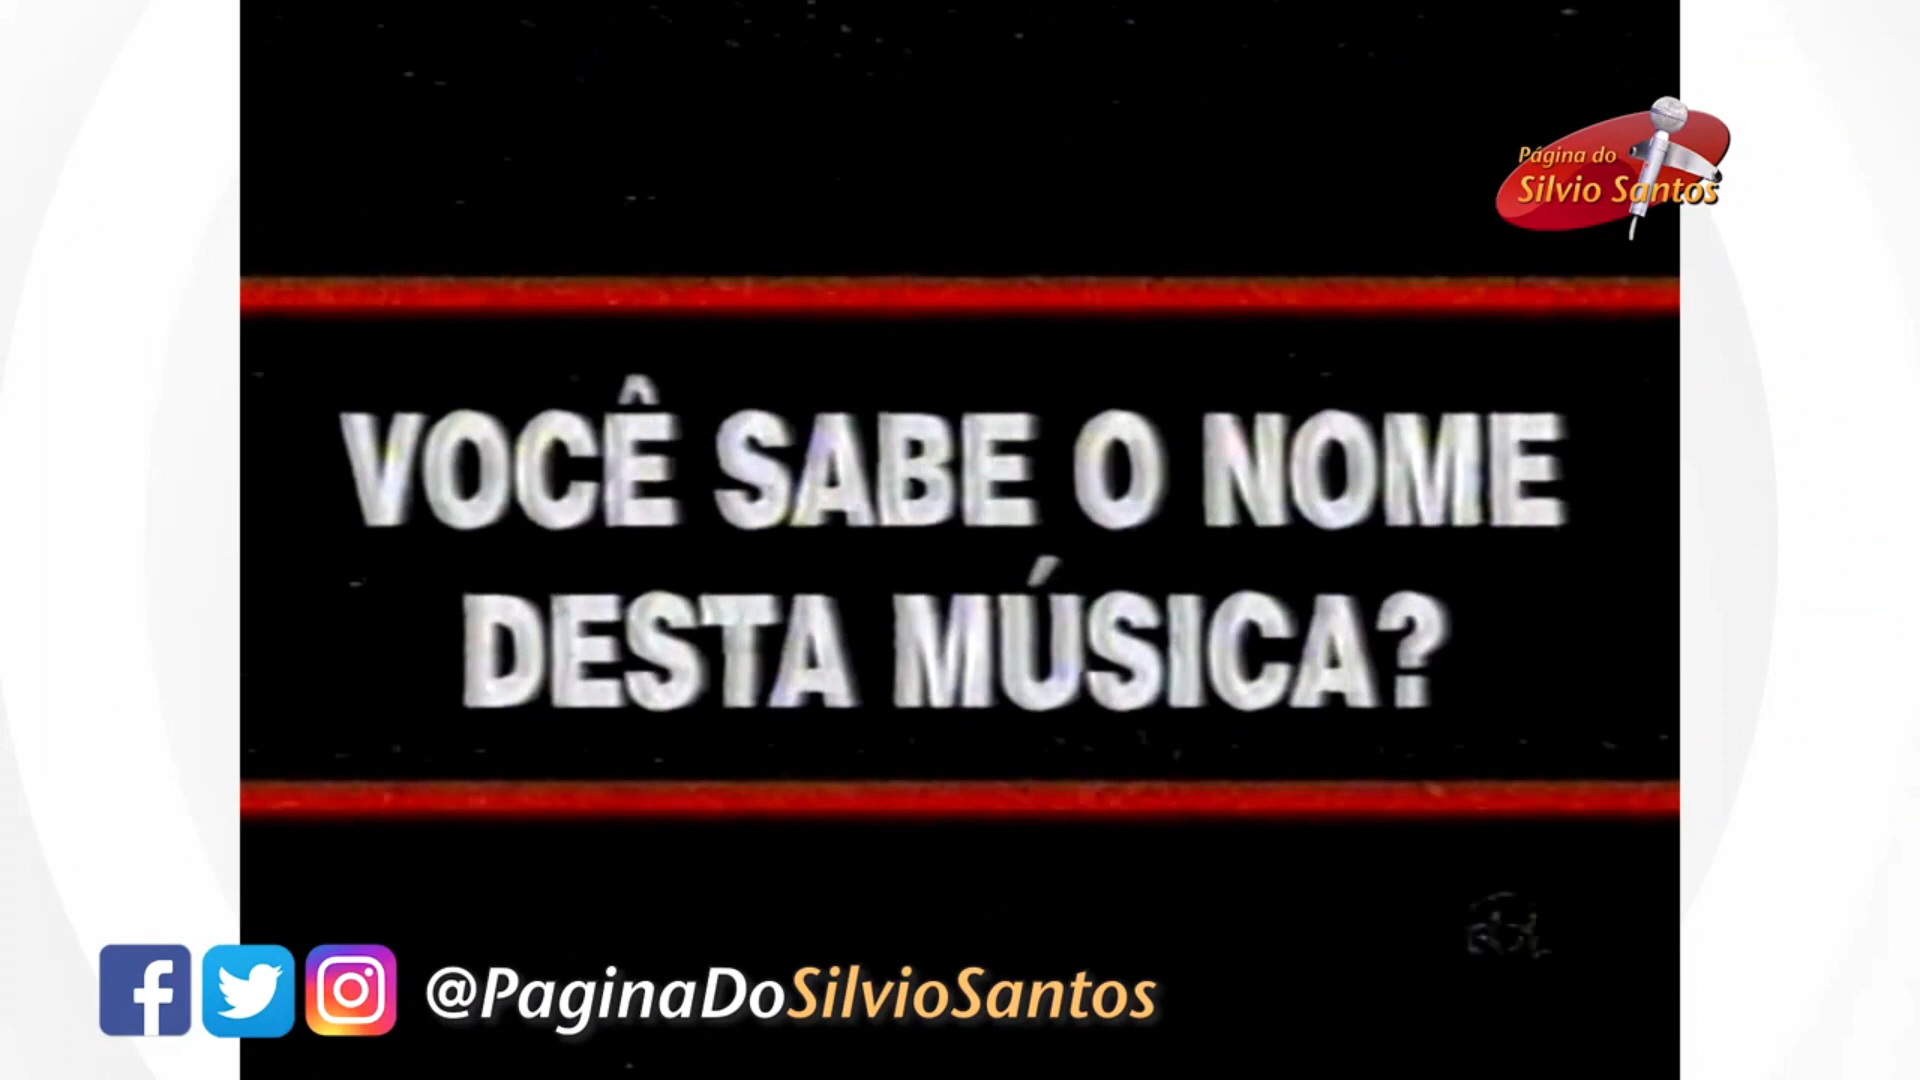 Página do
Silvio Santos
VOCÊ SABE O NOME
DESTA MÚSICA?
@PaginaDoSilvioSantos